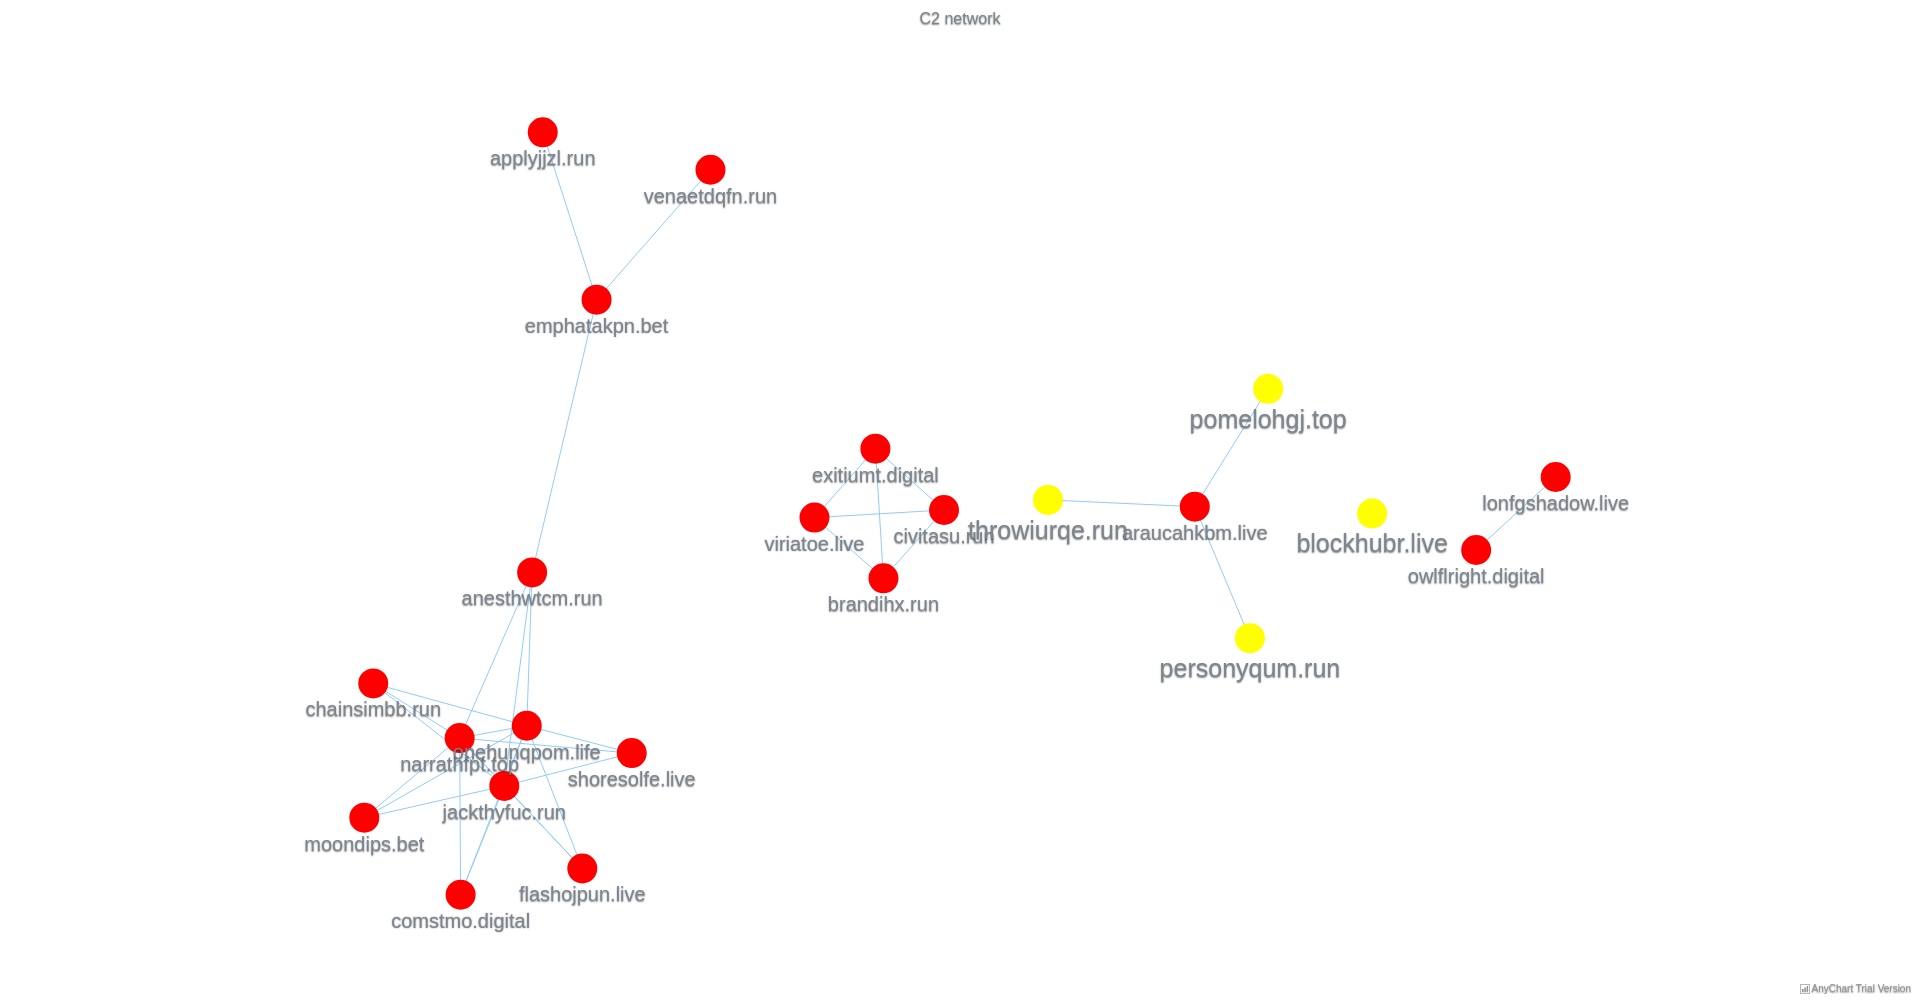 C2 network
applyjjzl.run
venaetdqfn.run
emphatakpn.bet
pomelohgj.top
exitiumt.digital
lonfgshadow.live
throwiurqe.run
araucahkbm.live
viriatoe.live
civitasu.run
blockhubr.live
owlflright.digital
anesthwtcm.run
brandihx.run
personyqum.run
chainsimbb.run
onehunqpom.life
narrathfpt.top
shoresolfe.live
jackthyfuc.run
moondips.bet
flashojpun.live
comstmo.digital
AnyChart Trial Version